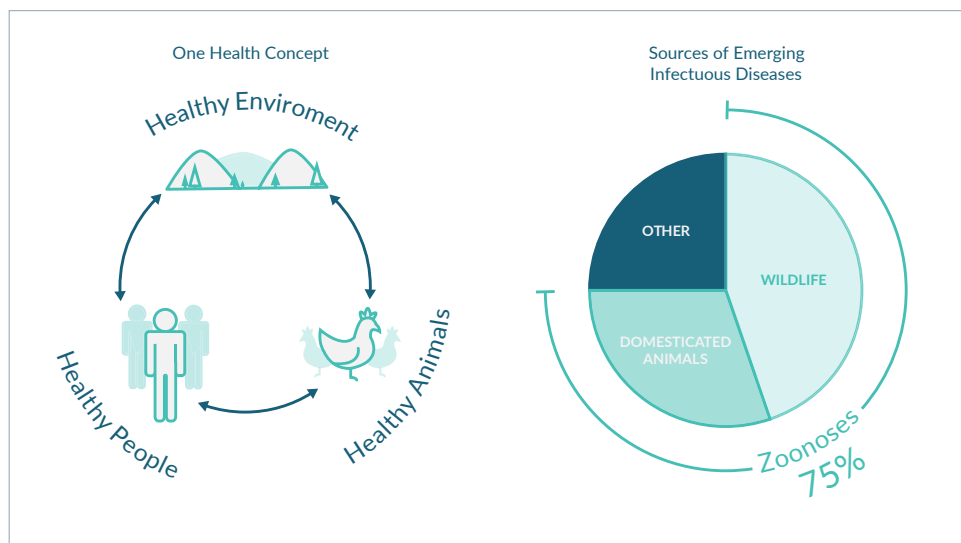 One Health Concept
Healthy Enviroment
Healthy People
Healthy Animals
Sources of Emerging
Infectuous Diseases
OTHER
WILDLIFE
DOMESTICATED
ANIMALS
Zoonoses
75%